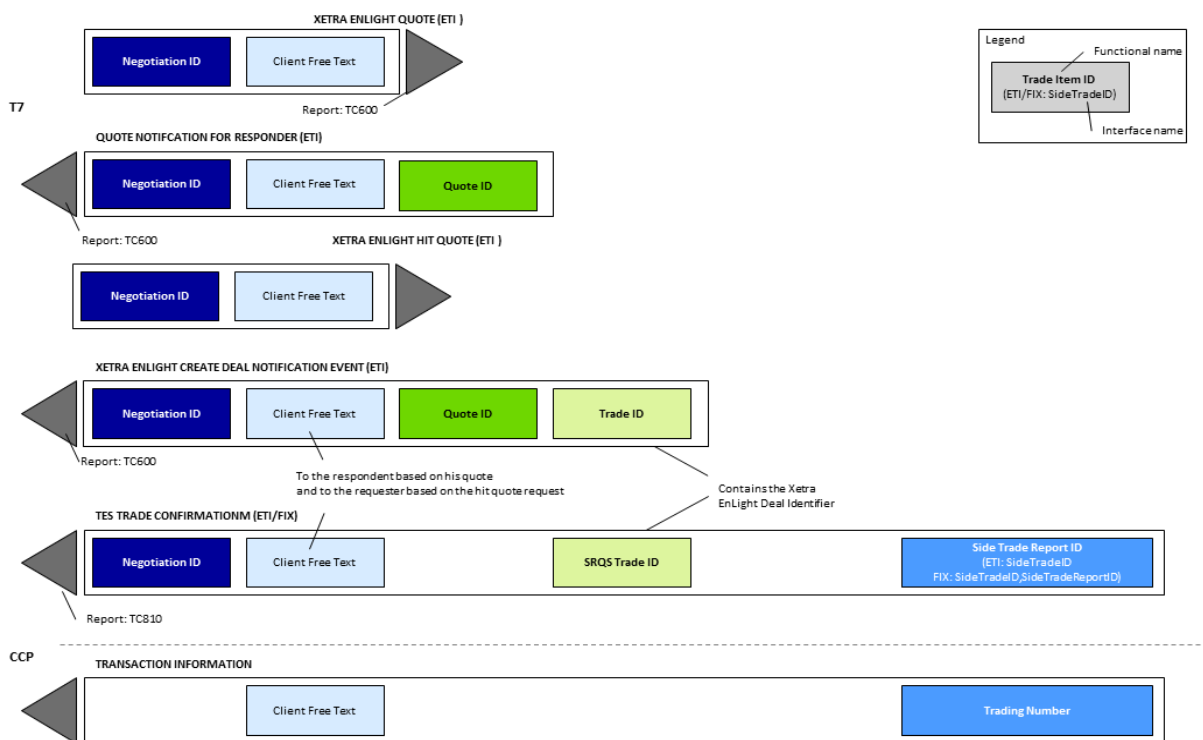 XETRA ENLIGHT QUOTE (ETI )
Negotiation ID
Client Free Text
Report: TC600
Legend
Functional name
Trade Item ID
(ETI/FIX: SideTradeID)
Interface name
T7
QUOTE NOTIFCATION FOR RESPONDER (ETI)
Negotiation ID
Client Free Text
Quote ID
Report: TC600
XETRA ENLIGHT HIT QUOTE (ETI )
Negotiation ID
Client Free Text
XETRA ENLIGHT CREATE DEAL NOTIFICATION EVENT (ETI)
Negotiation ID
Client Free Text
Quote ID
Trade ID
Report: TC600
To the respondent based on his quote
and to the requester based on the hit quote request
Contains the Xetra
EnLight Deal Identifier
TES TRADE CONFIRMATIONM (ETI/FIX)
Negotiation ID
Client Free Text
SRQS Trade ID
Side Trade Report ID
(ETI: SideTradeID
FIX: SideTradeID,SideTradeReportID)
Report: TC810
CCP
TRANSACTION INFORMATION
Client Free Text
Trading Number